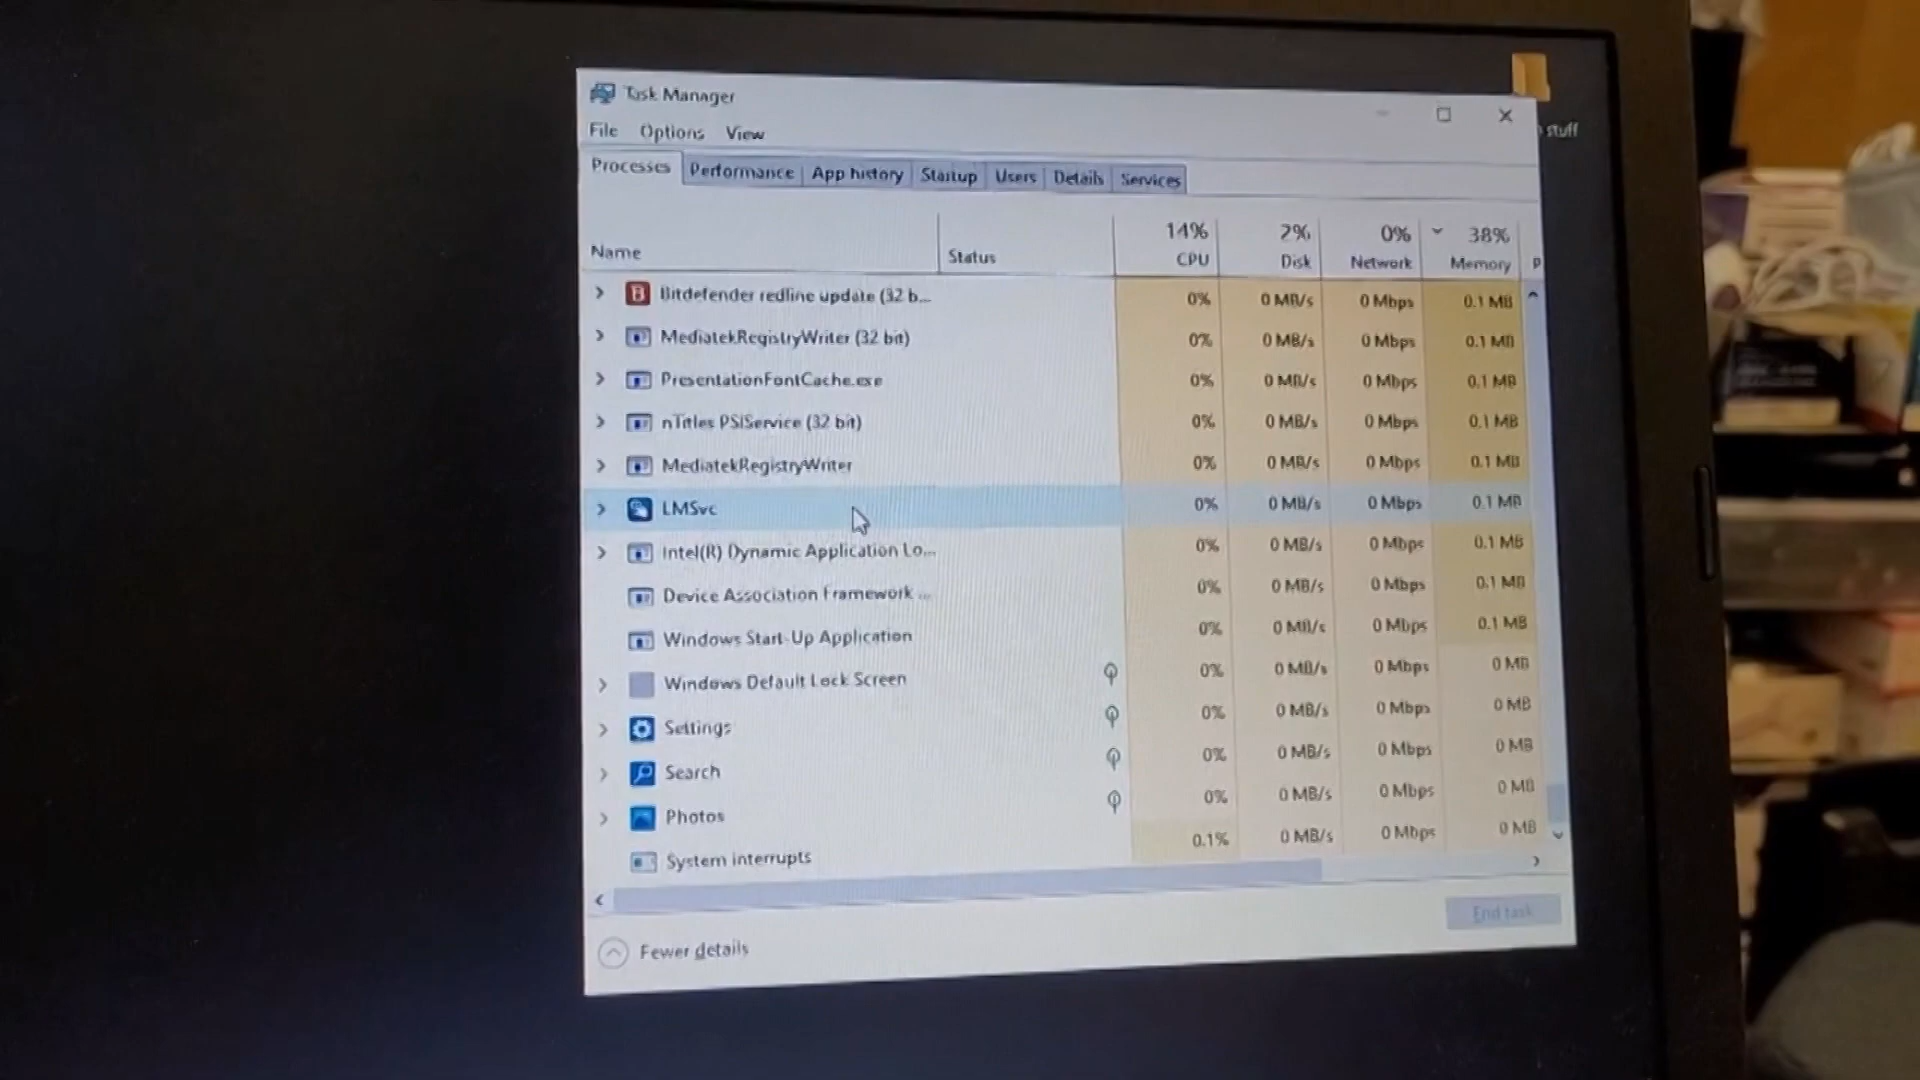 Task Manager
File Options View
stuff
Processes Performance App history Startup Users Details Services
14% 2% 0% 38%
Name Status CPU Disk Network Memory P
Bitdefender redline update (32 b... 0% 0 MB/s 0 Mbps 0.1 MB
MediatekRegistryWriter (32 bit) 0% 0 MB/s 0 Mbps 0.1 MB
PresentationFontCache.exe 0% 0 MB/s 0 Mbps 0.1 MB
nTitles PSIService (32 bit) 0% 0 MB/s 0 Mbps 0.1 MB
MediatekRegistryWriter 0% 0 MB/s 0 Mbps 0.1 MB
LMSvc 0% 0 MB/s 0 Mbps 0.1 MB
Intel(R) Dynamic Application Lo... 0% 0 MB/s 0 Mbps 0.1 MB
Device Association Framework ... 0% 0 MB/s 0 Mbps 0.1 MB
Windows Start-Up Application 0% 0 MB/s 0 Mbps 0.1 MB
Windows Default Lock Screen 0% 0 MB/s 0 Mbps 0 MB
Settings 0% 0 MB/s 0 Mbps 0 MB
Search 0% 0 MB/s 0 Mbps 0 MB
Photos 0% 0 MB/s 0 Mbps 0 MB
System interrupts 0.1% 0 MB/s 0 Mbps 0 MB
Fewer details
End task